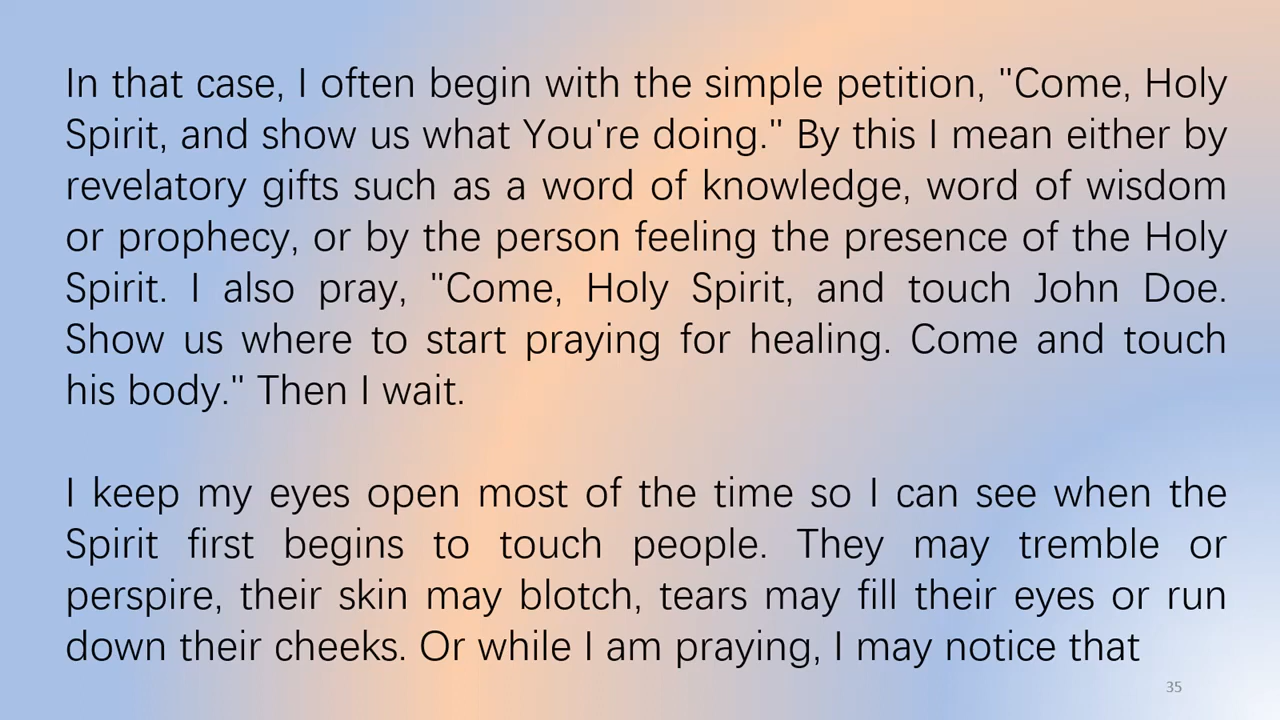 In that case, I often begin with the simple petition, "Come, Holy
Spirit, and show us what You're doing." By this I mean either by
revelatory gifts such as a word of knowledge, word of wisdom
or prophecy, or by the person feeling the presence of the Holy
Spirit. I also pray, "Come, Holy Spirit, and touch John Doe.
Show us where to start praying for healing. Come and touch
his body." Then I wait.
I keep my eyes open most of the time so I can see when the
Spirit first begins to touch people. They may tremble or
perspire, their skin may blotch, tears may fill their eyes or run
down their cheeks. Or while I am praying, I may notice that
35